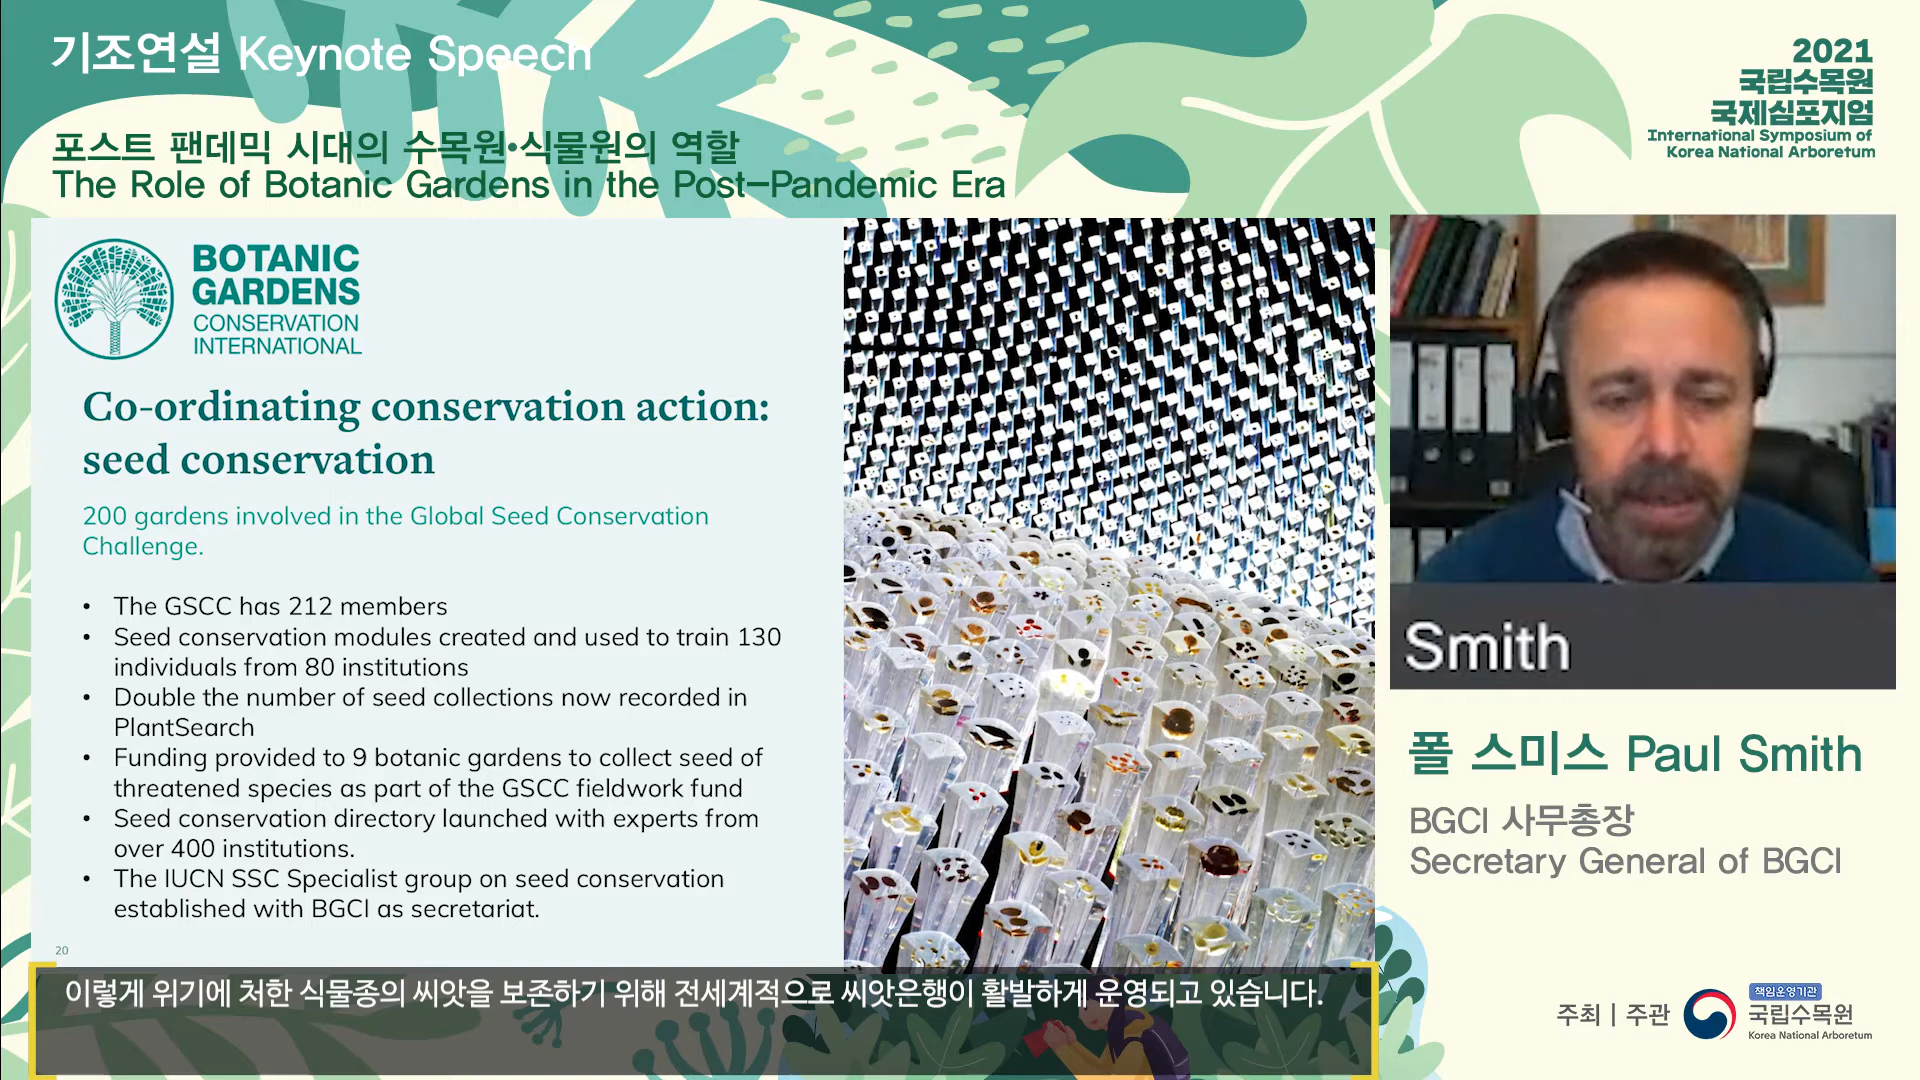 기조연설 Keynote Speech
2021
국립수목원
국제심포지엄
International Symposium of
Korea National Arboretum
포스트 팬데믹 시대의 수목원•식물원의 역할
The Role of Botanic Gardens in the Post-Pandemic Era
BOTANIC
GARDENS
CONSERVATION
INTERNATIONAL
Co-ordinating conservation action:
seed conservation
200 gardens involved in the Global Seed Conservation
Challenge.
• The GSCC has 212 members
• Seed conservation modules created and used to train 130
individuals from 80 institutions
• Double the number of seed collections now recorded in
PlantSearch
• Funding provided to 9 botanic gardens to collect seed of
threatened species as part of the GSCC fieldwork fund
• Seed conservation directory launched with experts from
over 400 institutions.
• The IUCN SSC Specialist group on seed conservation
established with BGCI as secretariat.
20
Smith
폴 스미스 Paul Smith
BGCI 사무총장
Secretary General of BGCI
이렇게 위기에 처한 식물종의 씨앗을 보존하기 위해 전세계적으로 씨앗은행이 활발하게 운영되고 있습니다.
주최 | 주관
책임운영기관
국립수목원
Korea National Arboretum